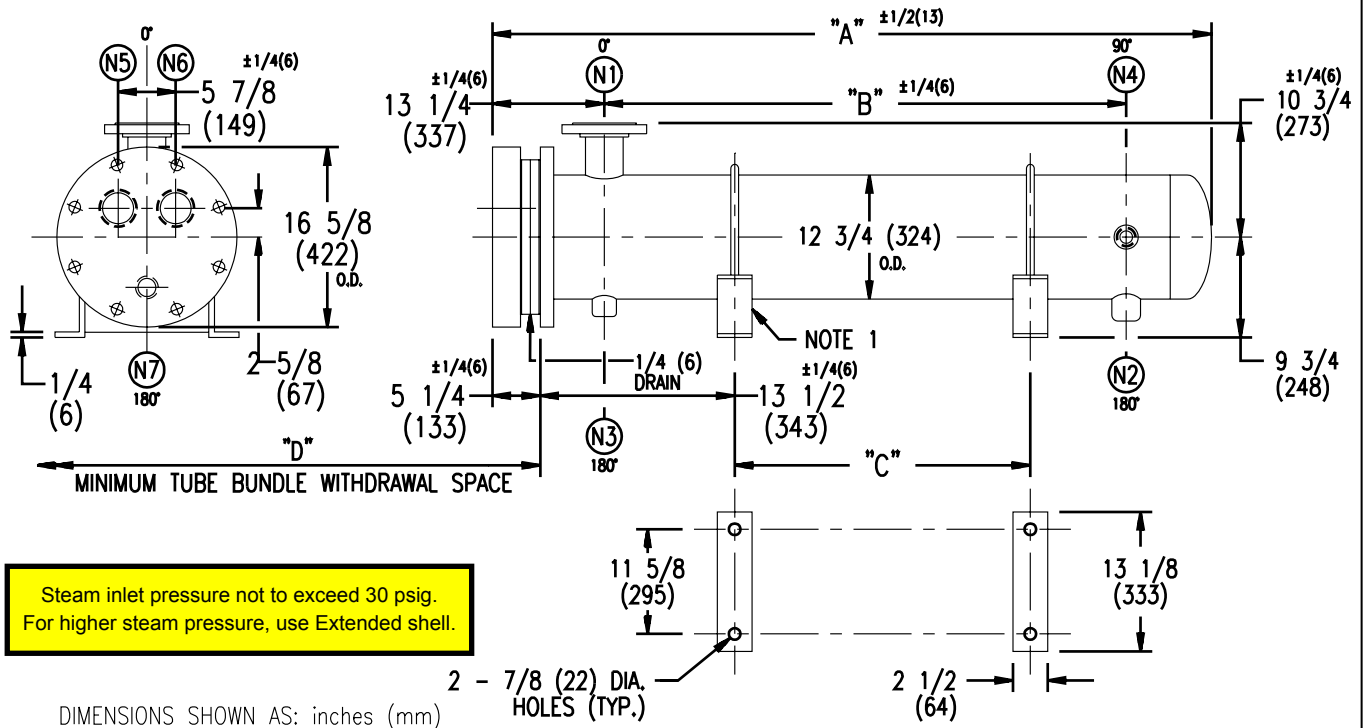 0°
N5 N6
±1/4(6)
5 7/8
(149)
16 5/8
(422)
O.D.
1/4
(6)
N7
180°
2 5/8
(67)
"A" ±1/2(13)
±1/4(6)
13 1/4
(337)
0°
N1
"B" ±1/4(6)
90°
N4
±1/4(6)
10 3/4
(273)
12 3/4 (324)
O.D.
NOTE 1
±1/4(6)
5 1/4
(133)
1/4 (6)
DRAIN
N3
180°
±1/4(6)
13 1/2
(343)
N2
180°
9 3/4
(248)
"D"
MINIMUM TUBE BUNDLE WITHDRAWAL SPACE
"C"
11 5/8
(295)
13 1/8
(333)
Steam inlet pressure not to exceed 30 psig.
For higher steam pressure, use Extended shell.
2 - 7/8 (22) DIA.
HOLES (TYP.)
2 1/2
(64)
DIMENSIONS SHOWN AS: inches (mm)